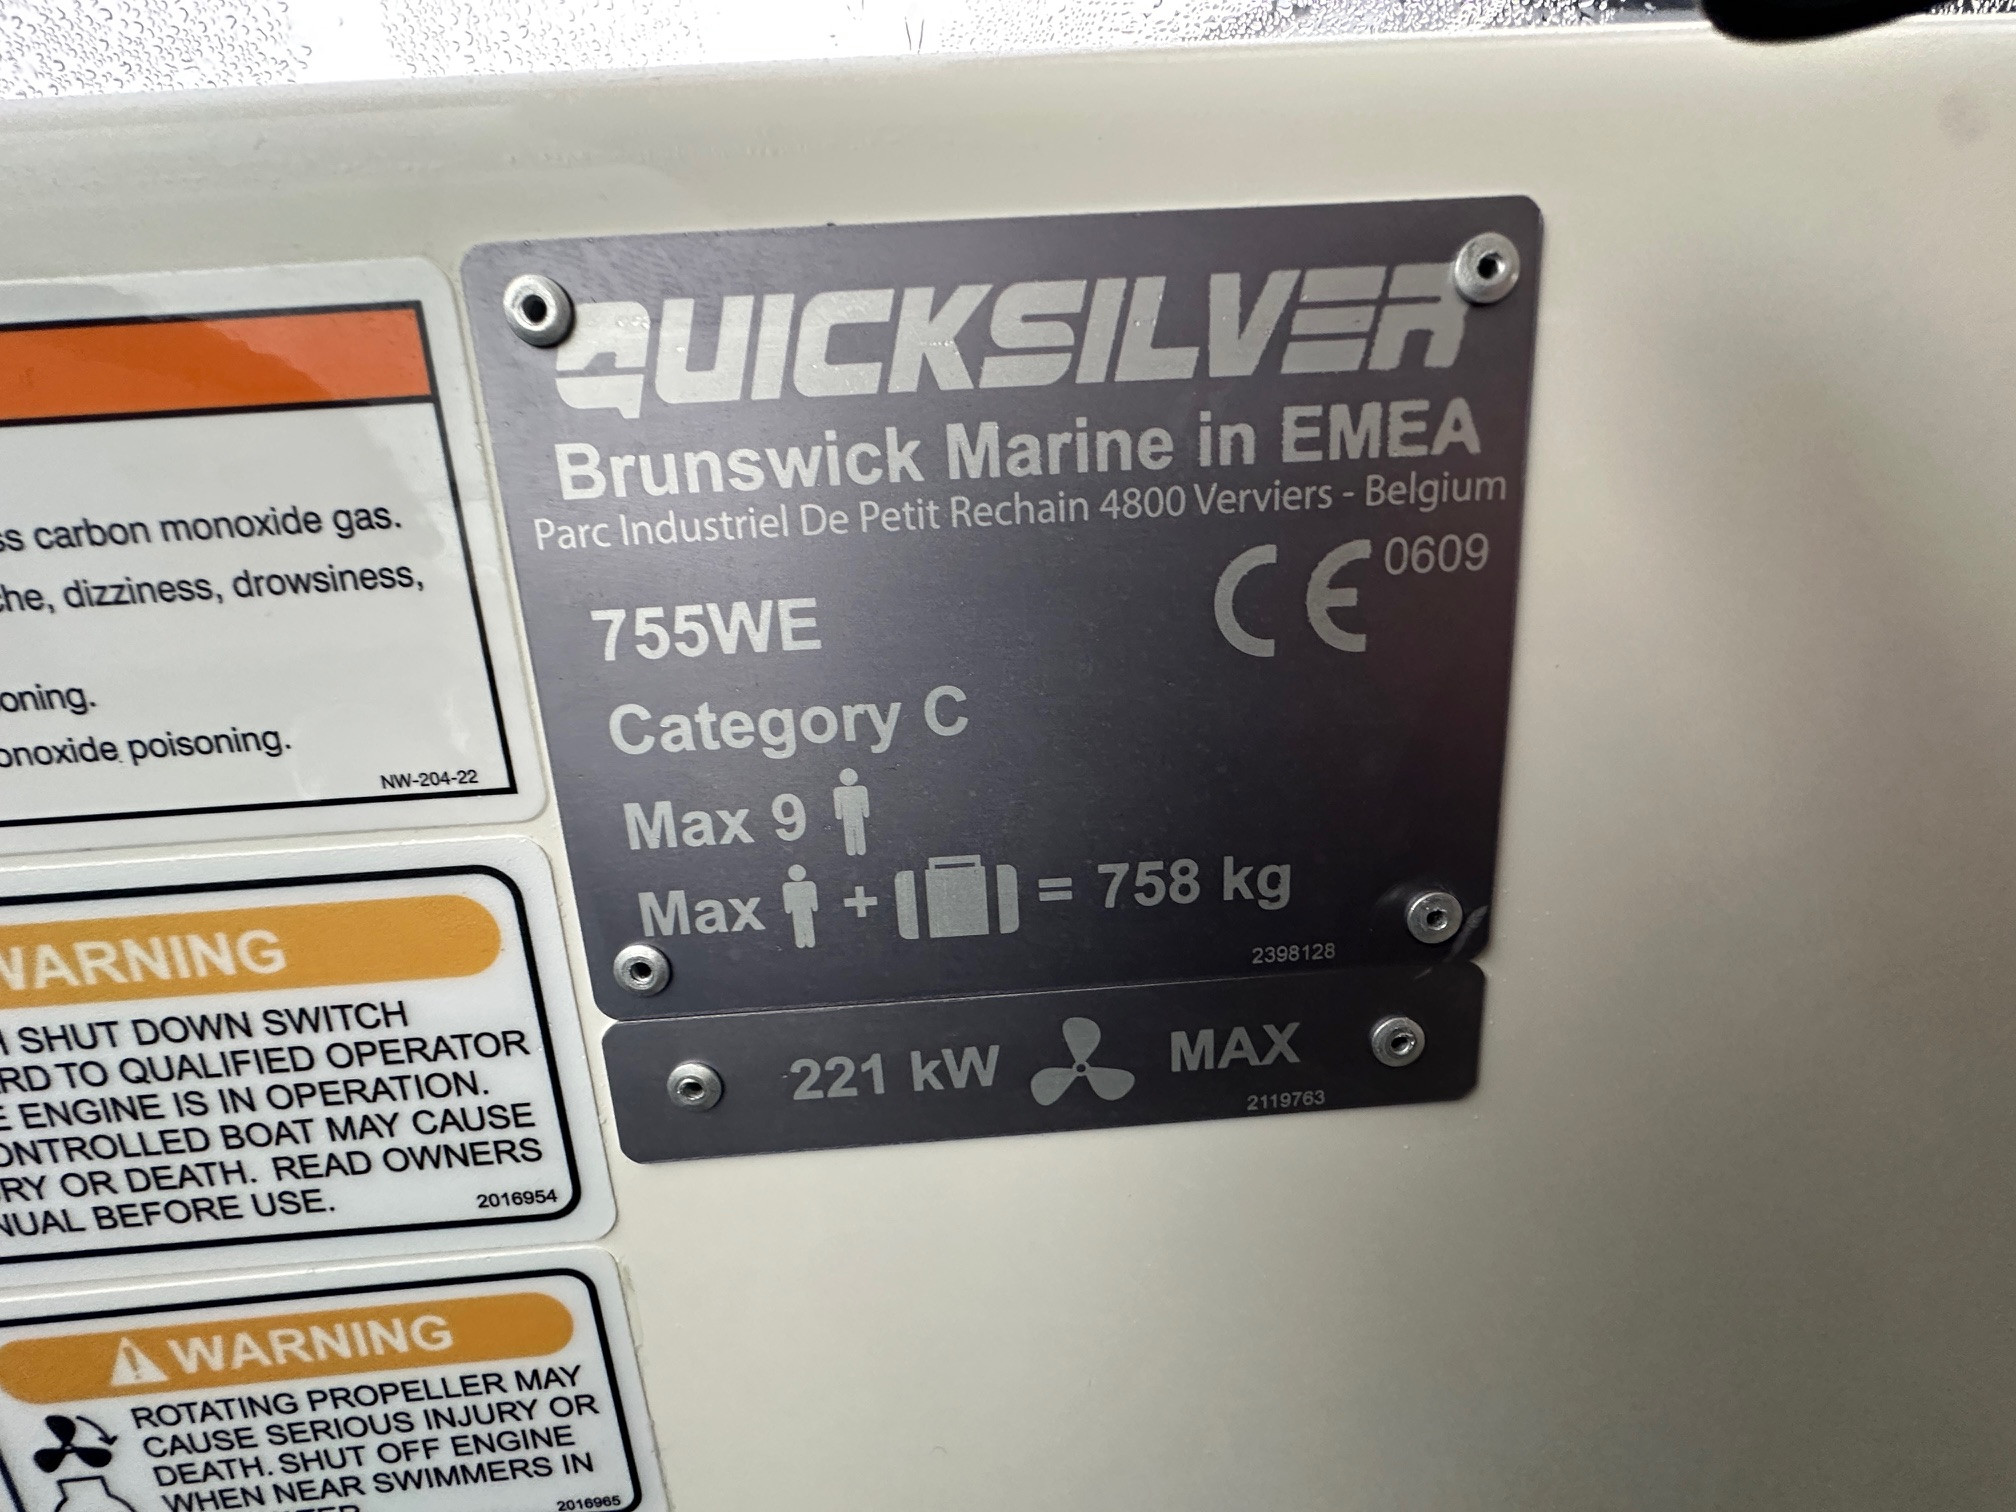 ss carbon monoxide gas.
che, dizziness, drowsiness,
oning.
onoxide poisoning.
NW-204-22
WARNING
SHUT DOWN SWITCH
RD TO QUALIFIED OPERATOR
E ENGINE IS IN OPERATION.
ONTROLLED BOAT MAY CAUSE
RY OR DEATH. READ OWNERS
NUAL BEFORE USE.
2016954
WARNING
ROTATING PROPELLER MAY
CAUSE SERIOUS INJURY OR
DEATH. SHUT OFF ENGINE
WHEN NEAR SWIMMERS IN
2016965
QUICKSILVER
Brunswick Marine in EMEA
Parc Industriel De Petit Rechain 4800 Verviers - Belgium
CE 0609
755WE
Category C
Max 9
Max + = 758 kg
2398128
221 kW MAX
2119763